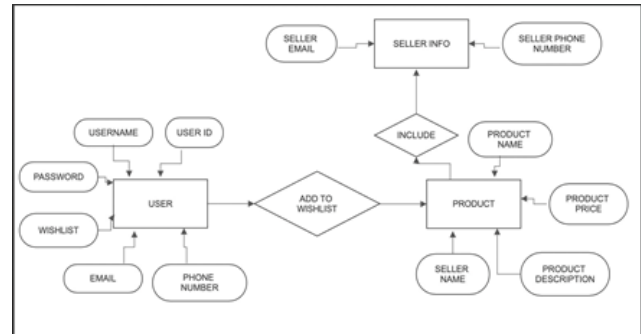 SELLER
EMAIL
SELLER INFO
SELLER PHONE
NUMBER
USERNAME
USER ID
INCLUDE
PRODUCT
NAME
PASSWORD
USER
ADD TO
WISHLIST
PRODUCT
PRODUCT
PRICE
WISHLIST
EMAIL
PHONE
NUMBER
SELLER
NAME
PRODUCT
DESCRIPTION